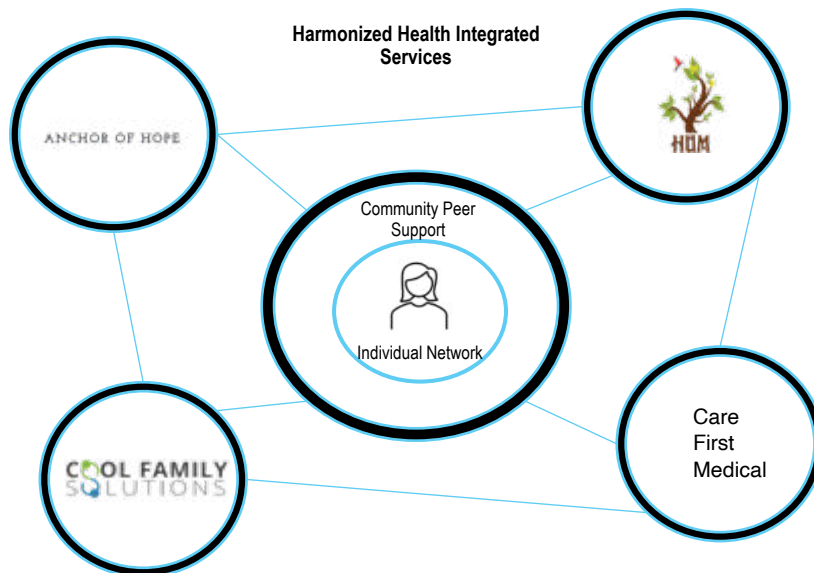 Harmonized Health Integrated
Services
ANCHOR OF HOPE
HOM
Community Peer
Support
Individual Network
COOL FAMILY
SOLUTIONS
Care
First
Medical